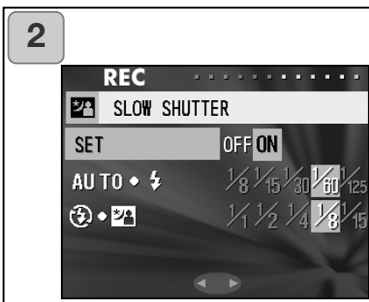 2
REC
SLOW SHUTTER
SET OFF ON
AUTO • 1/8 1/15 1/30 1/60 1/125
• 1/1 1/2 1/4 1/8 1/15